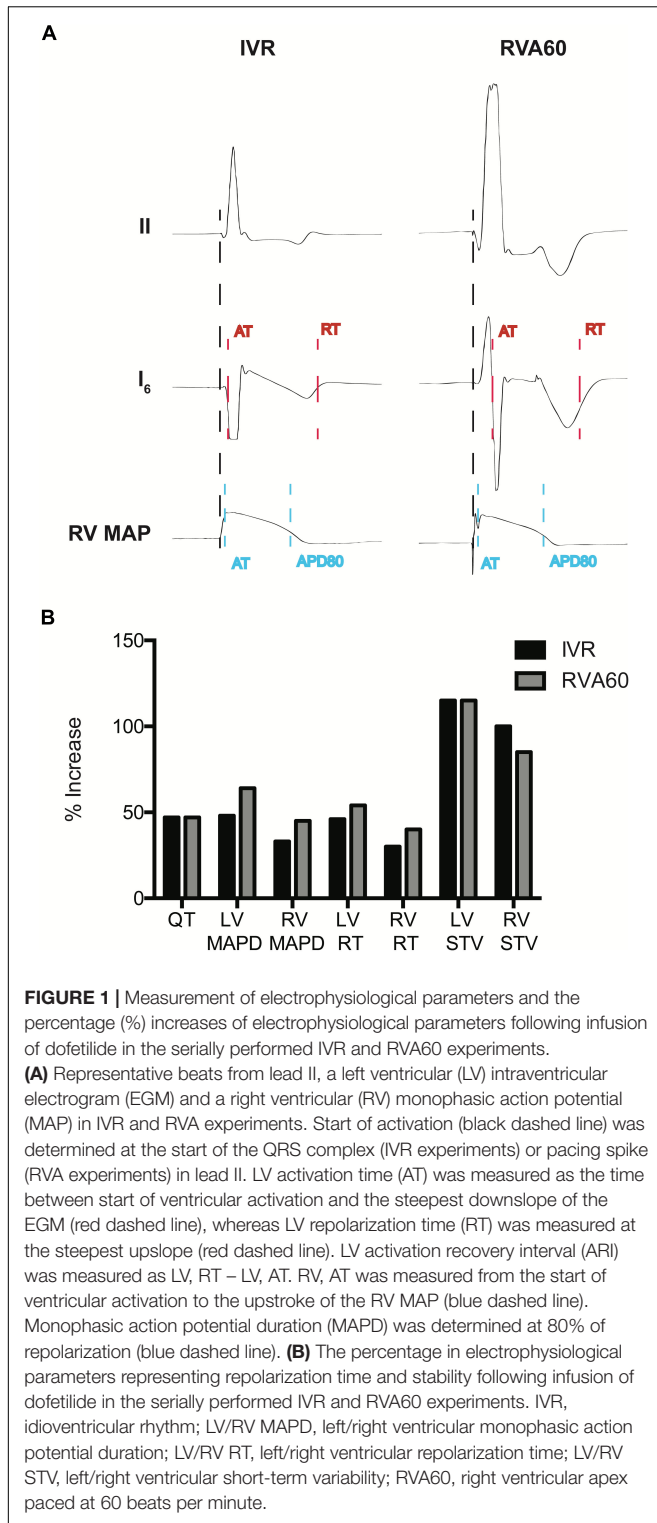 A
IVR RVA60
II
AT RT AT RT
I6
RV MAP
AT APD80 AT APD80
B
150
IVR
RVA60
100
% Increase
50
0
QT LV RV LV RV LV RV
MAPD MAPD RT RT STV STV
FIGURE 1 | Measurement of electrophysiological parameters and the
percentage (%) increases of electrophysiological parameters following infusion
of dofetilide in the serially performed IVR and RVA60 experiments.
(A) Representative beats from lead II, a left ventricular (LV) intraventricular
electrogram (EGM) and a right ventricular (RV) monophasic action potential
(MAP) in IVR and RVA experiments. Start of activation (black dashed line) was
determined at the start of the QRS complex (IVR experiments) or pacing spike
(RVA experiments) in lead II. LV activation time (AT) was measured as the time
between start of ventricular activation and the steepest downslope of the
EGM (red dashed line), whereas LV repolarization time (RT) was measured at
the steepest upslope (red dashed line). LV activation recovery interval (ARI)
was measured as LV, RT – LV, AT. RV, AT was measured from the start of
ventricular activation to the upstroke of the RV MAP (blue dashed line).
Monophasic action potential duration (MAPD) was determined at 80% of
repolarization (blue dashed line). (B) The percentage in electrophysiological
parameters representing repolarization time and stability following infusion of
dofetilide in the serially performed IVR and RVA60 experiments. IVR,
idioventricular rhythm; LV/RV MAPD, left/right ventricular monophasic action
potential duration; LV/RV RT, left/right ventricular repolarization time; LV/RV
STV, left/right ventricular short-term variability; RVA60, right ventricular apex
paced at 60 beats per minute.